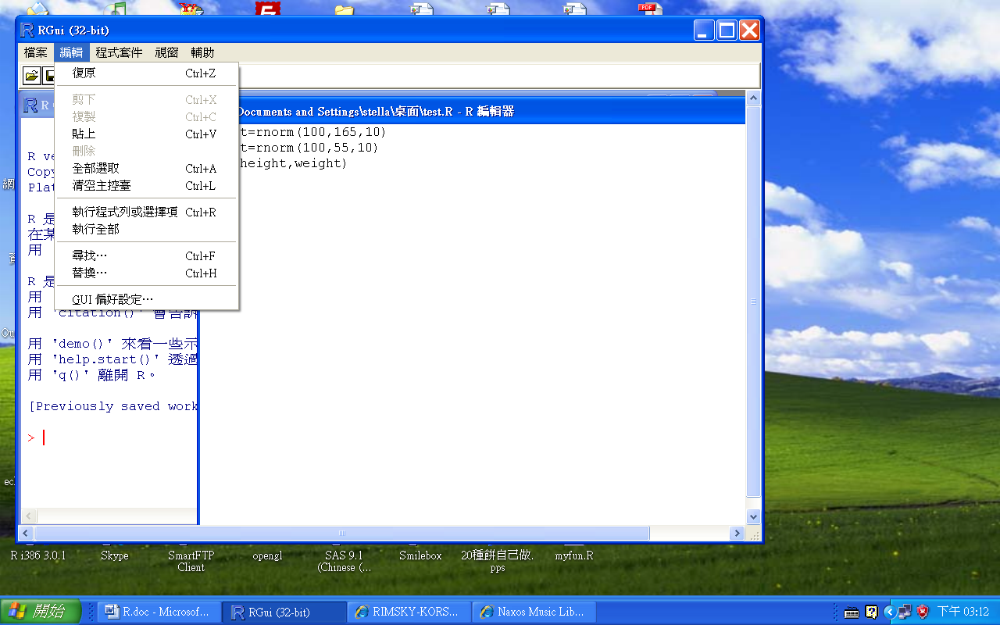 PDF
RGui (32-bit)
檔案 編輯 程式套件 視窗 輔助
復原 Ctrl+Z
剪下 Ctrl+X
複製 Ctrl+C
貼上 Ctrl+V
刪除
全部選取 Ctrl+A
清空主控臺 Ctrl+L
執行程式列或選擇項 Ctrl+R
執行全部
尋找… Ctrl+F
替換… Ctrl+H
GUI 偏好設定…
Documents and Settings\stella\桌面\test.R - R 編輯器
t=rnorm(100,165,10)
t=rnorm(100,55,10)
height,weight)
R
R ve
Copy
Plat
R 是
在某
用
R 是
用
用 'citation()' 會告訴
用 'demo()' 來看一些示
用 'help.start()' 透過
用 'q()' 離開 R。
[Previously saved work
>
網
Ou
ecl
R i386 3.0.1
Skype
SmartFTP
Client
opengl
SAS 9.1
(Chinese (...
Smilebox
20種餅自己做.
pps
myfun.R
開始
R.doc - Microsof...
RGui (32-bit)
RIMSKY-KORS...
Naxos Music Lib...
下午 03:12